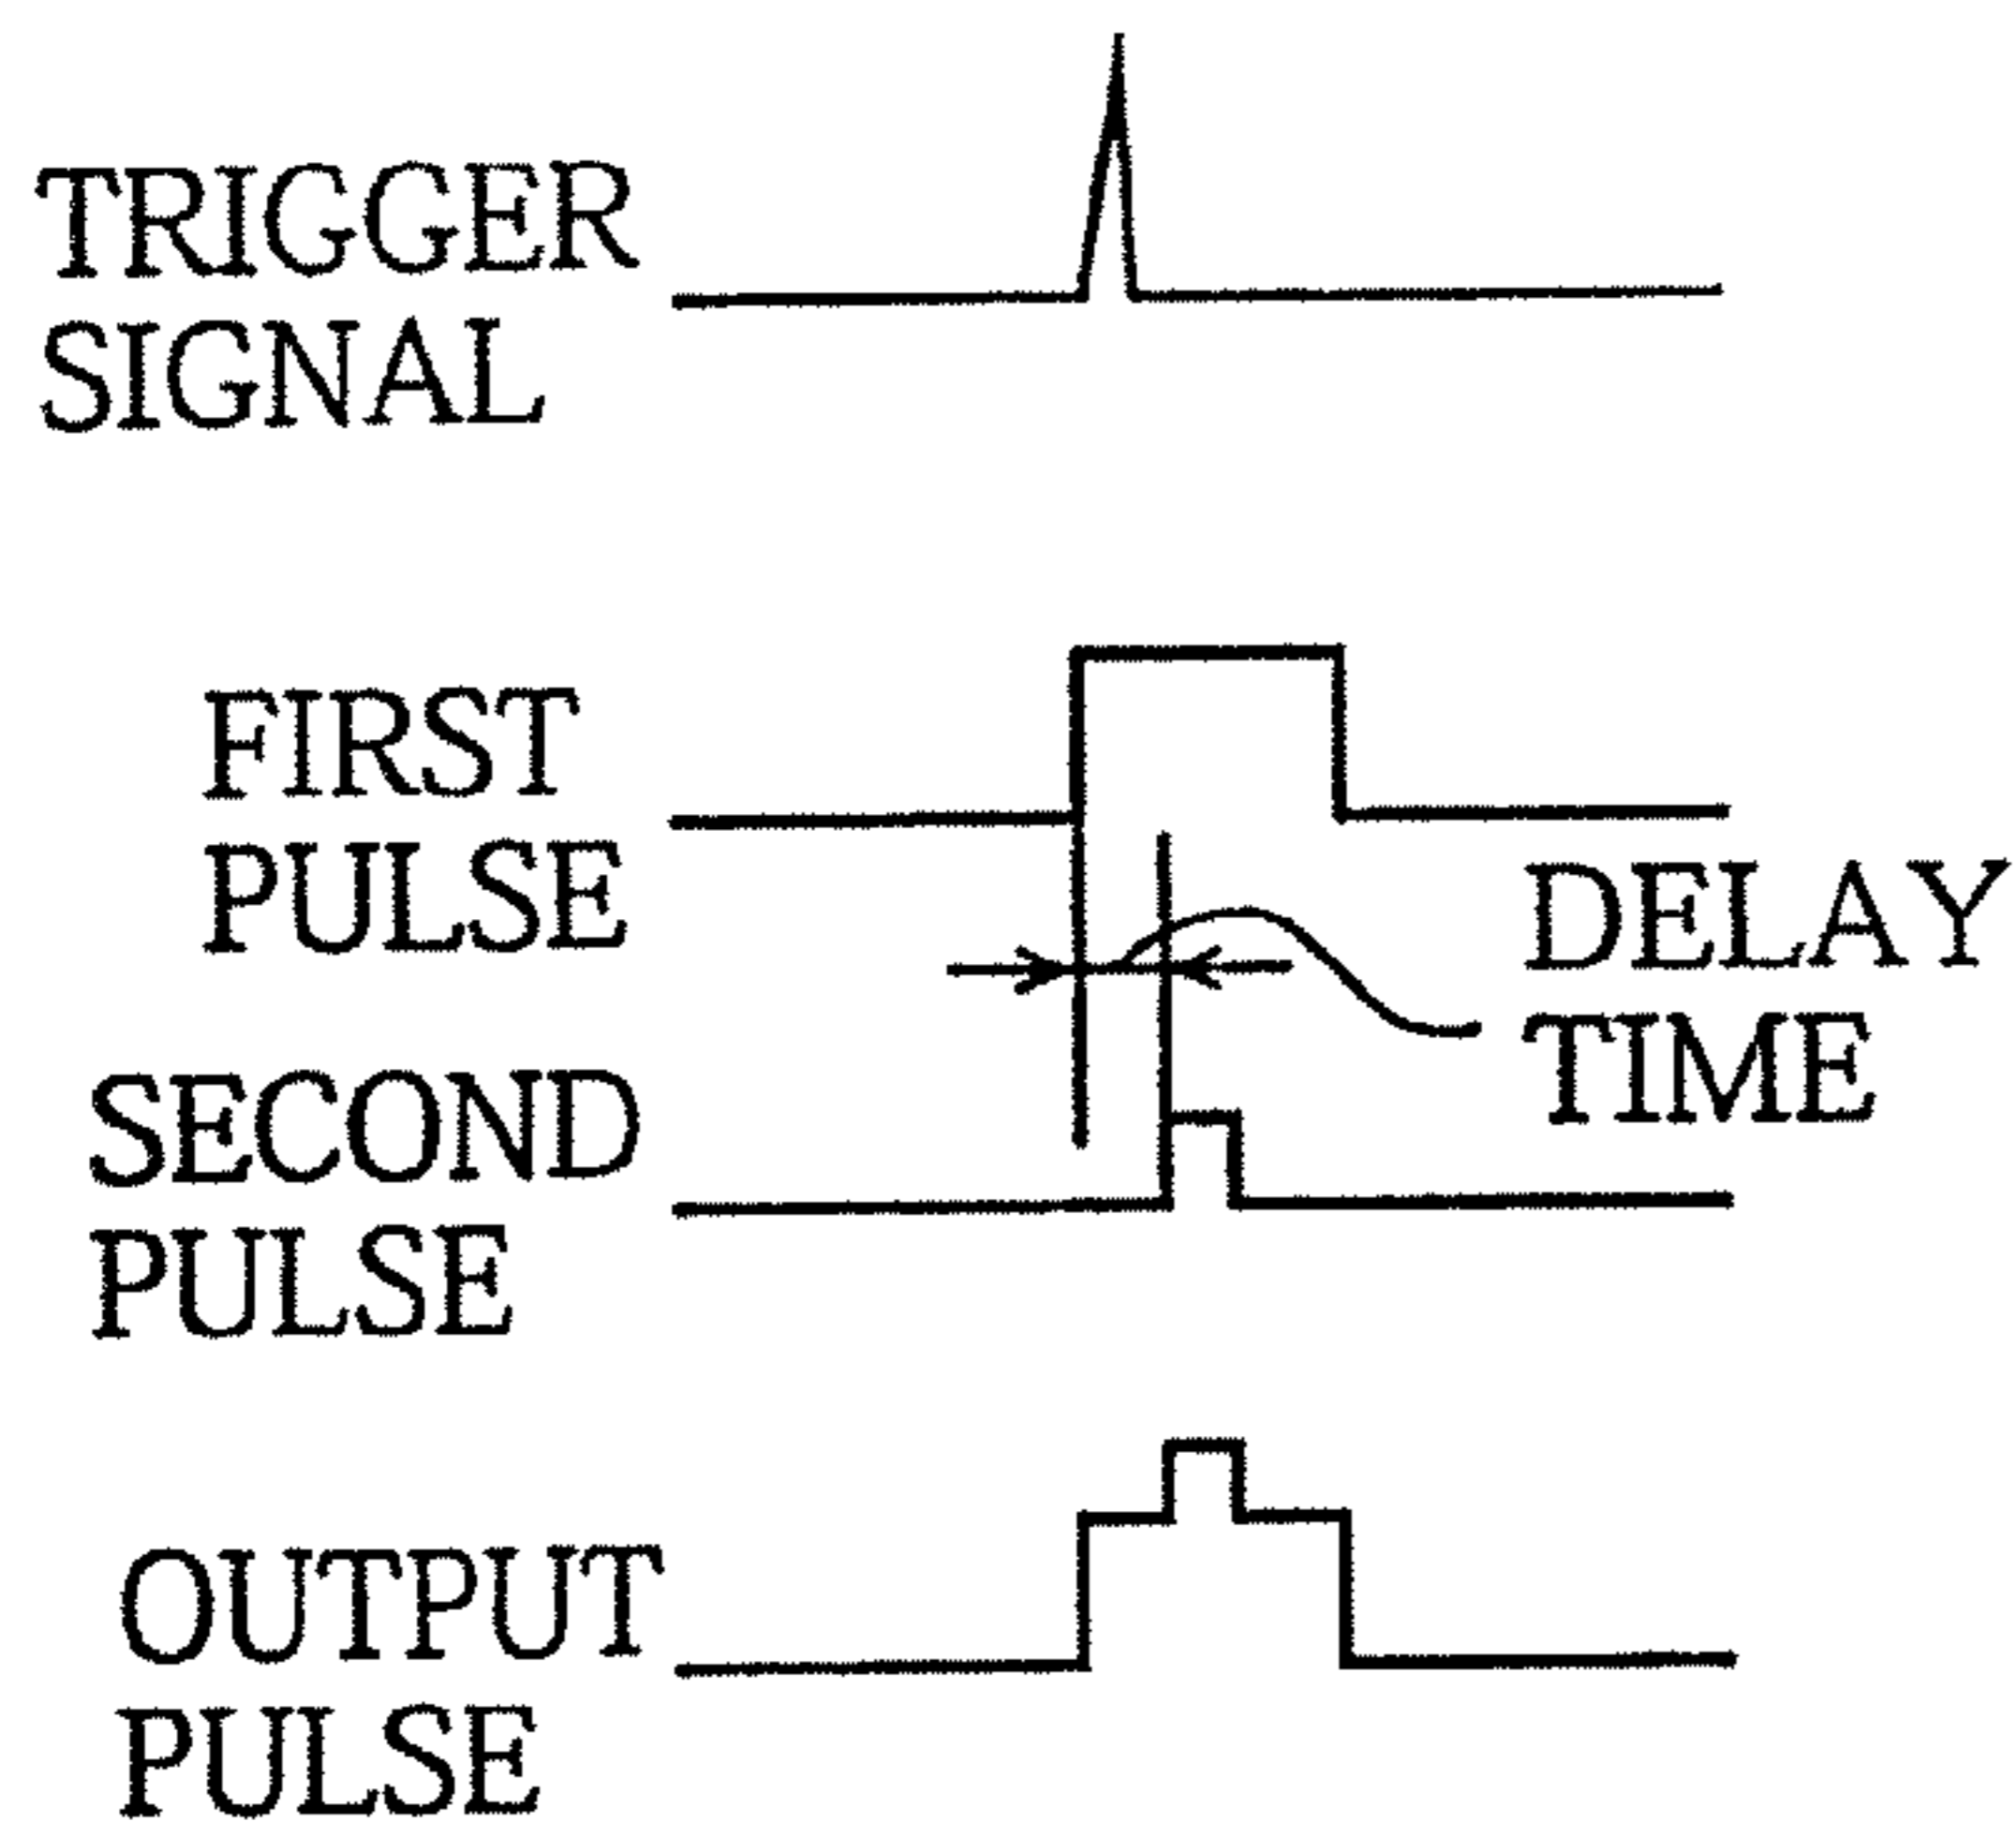 TRIGGER
SIGNAL
FIRST
PULSE
DELAY
TIME
SECOND
PULSE
OUTPUT
PULSE